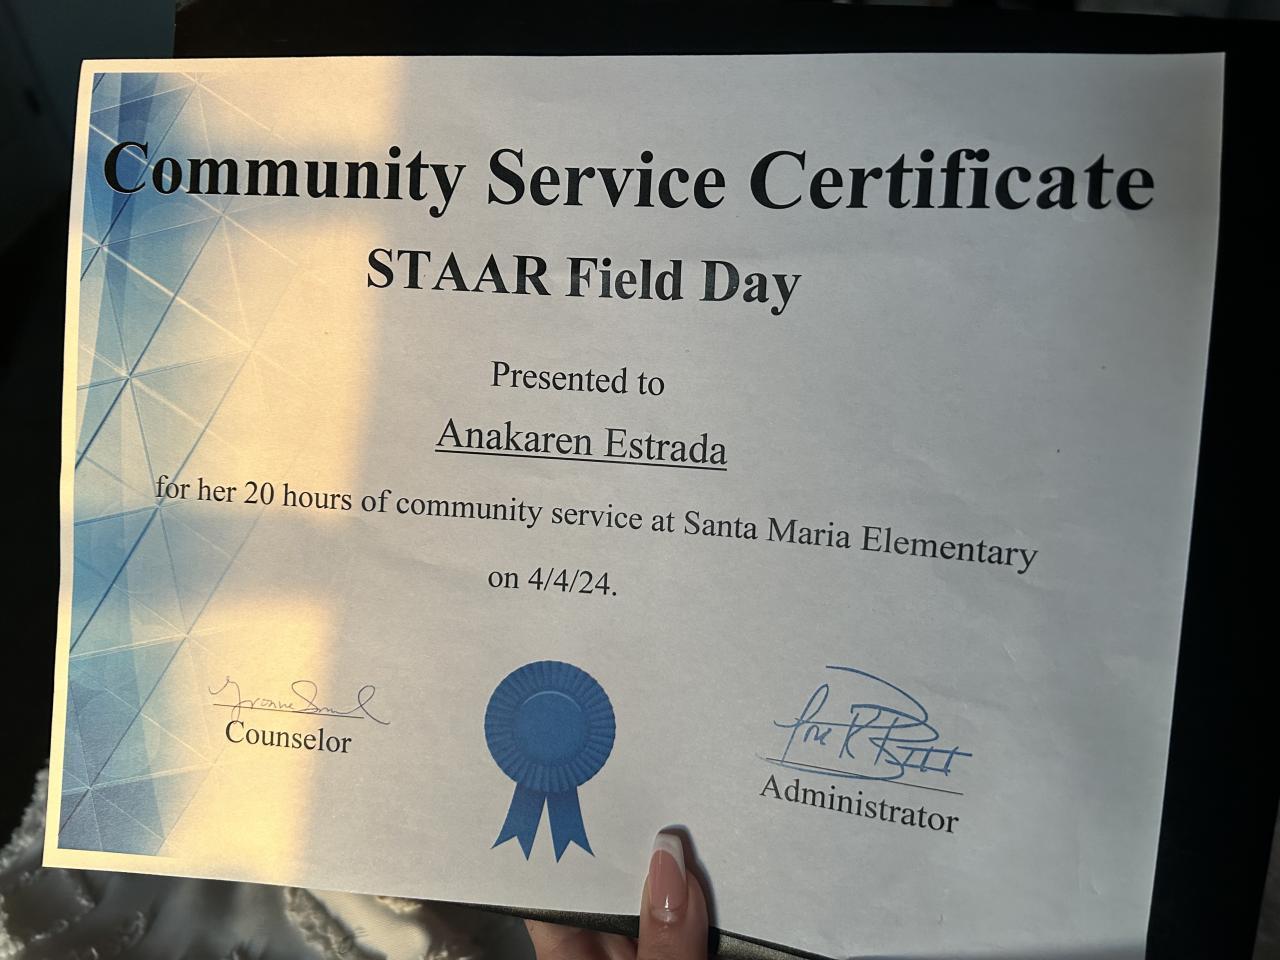 Community Service Certificate
STAAR Field Day
Presented to
Anakaren Estrada
for her 20 hours of community service at Santa Maria Elementary
on 4/4/24.
Counselor
Administrator